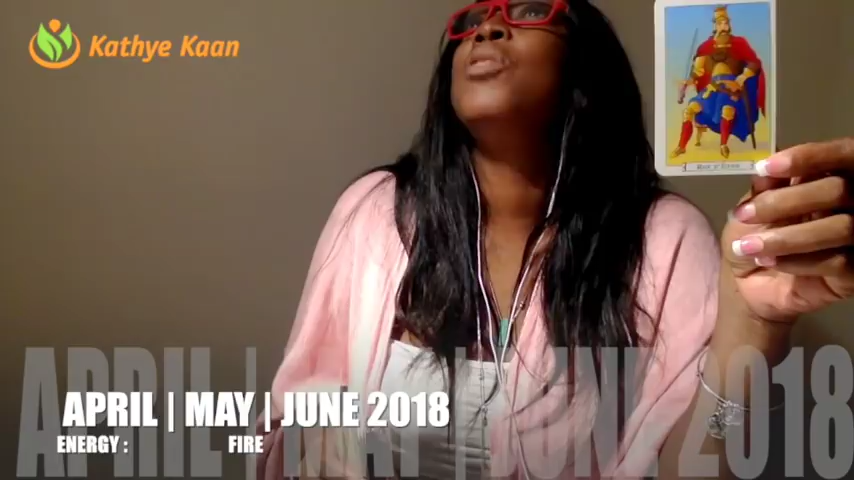 Kathye Kaan
APRIL | MAY | JUNE 2018
APRIL | MAY | JUNE 2018
ENERGY : FIRE